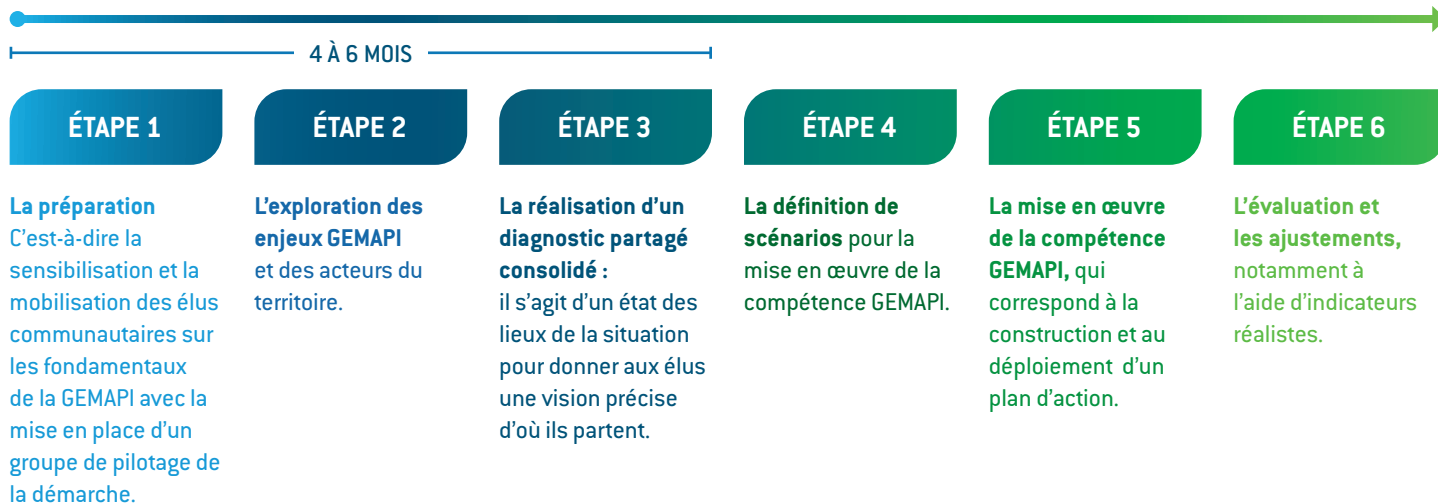 4 À 6 MOIS
ÉTAPE 1
La préparation
C’est-à-dire la
sensibilisation et la
mobilisation des élus
communautaires sur
les fondamentaux
de la GEMAPI avec la
mise en place d’un
groupe de pilotage de
la démarche.
ÉTAPE 2
L’exploration des
enjeux GEMAPI
et des acteurs du
territoire.
ÉTAPE 3
La réalisation d’un
diagnostic partagé
consolidé :
il s’agit d’un état des
lieux de la situation
pour donner aux élus
une vision précise
d’où ils partent.
ÉTAPE 4
La définition de
scénarios pour la
mise en œuvre de la
compétence GEMAPI.
ÉTAPE 5
La mise en œuvre
de la compétence
GEMAPI, qui
correspond à la
construction et au
déploiement d’un
plan d’action.
ÉTAPE 6
L’évaluation et
les ajustements,
notamment à
l’aide d’indicateurs
réalistes.